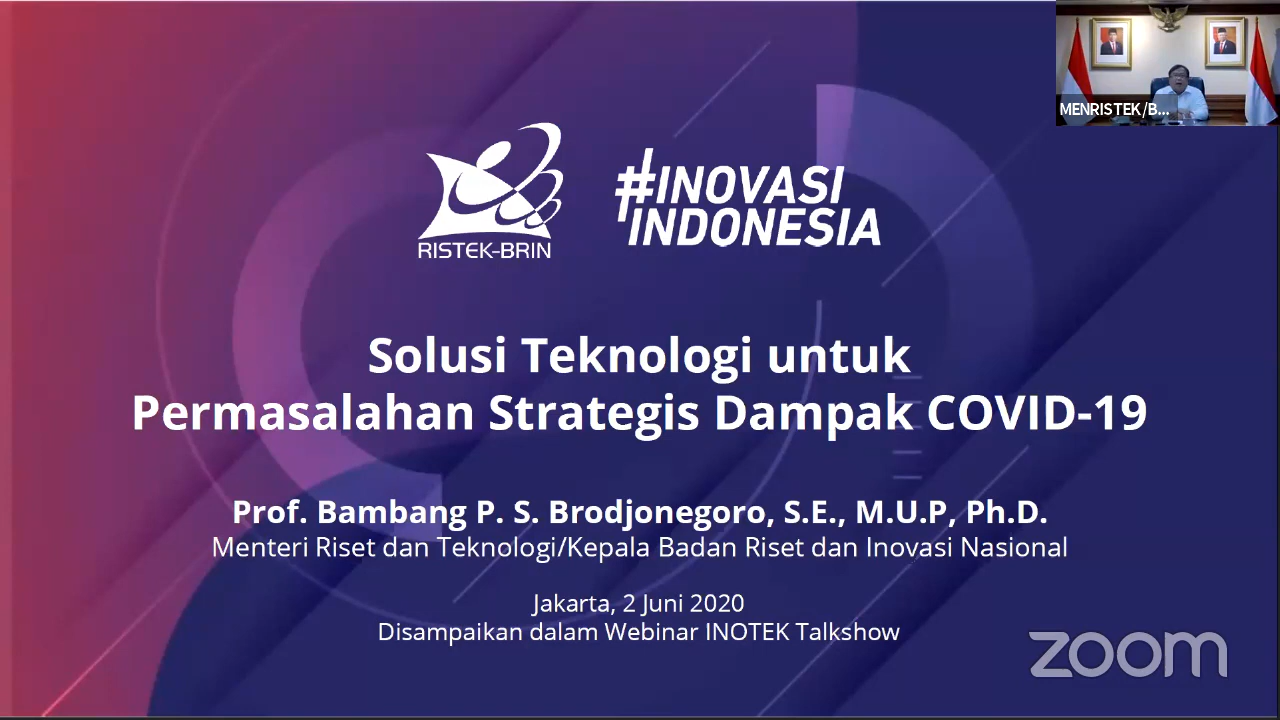 MENRISTEK/B...
RISTEK-BRIN
#INOVASI
INDONESIA
Solusi Teknologi untuk
Permasalahan Strategis Dampak COVID-19
Prof. Bambang P. S. Brodjonegoro, S.E., M.U.P, Ph.D.
Menteri Riset dan Teknologi/Kepala Badan Riset dan Inovasi Nasional
Jakarta, 2 Juni 2020
Disampaikan dalam Webinar INOTEK Talkshow
zoom